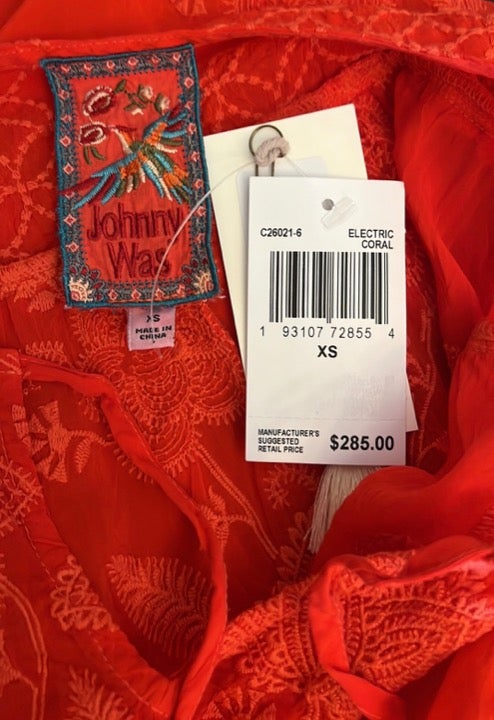 Johnny
Was
XS
MADE IN
CHINA
C26021-6 ELECTRIC
CORAL
1 93107 72855 4
XS
MANUFACTURER'S
SUGGESTED
RETAIL PRICE
$285.00